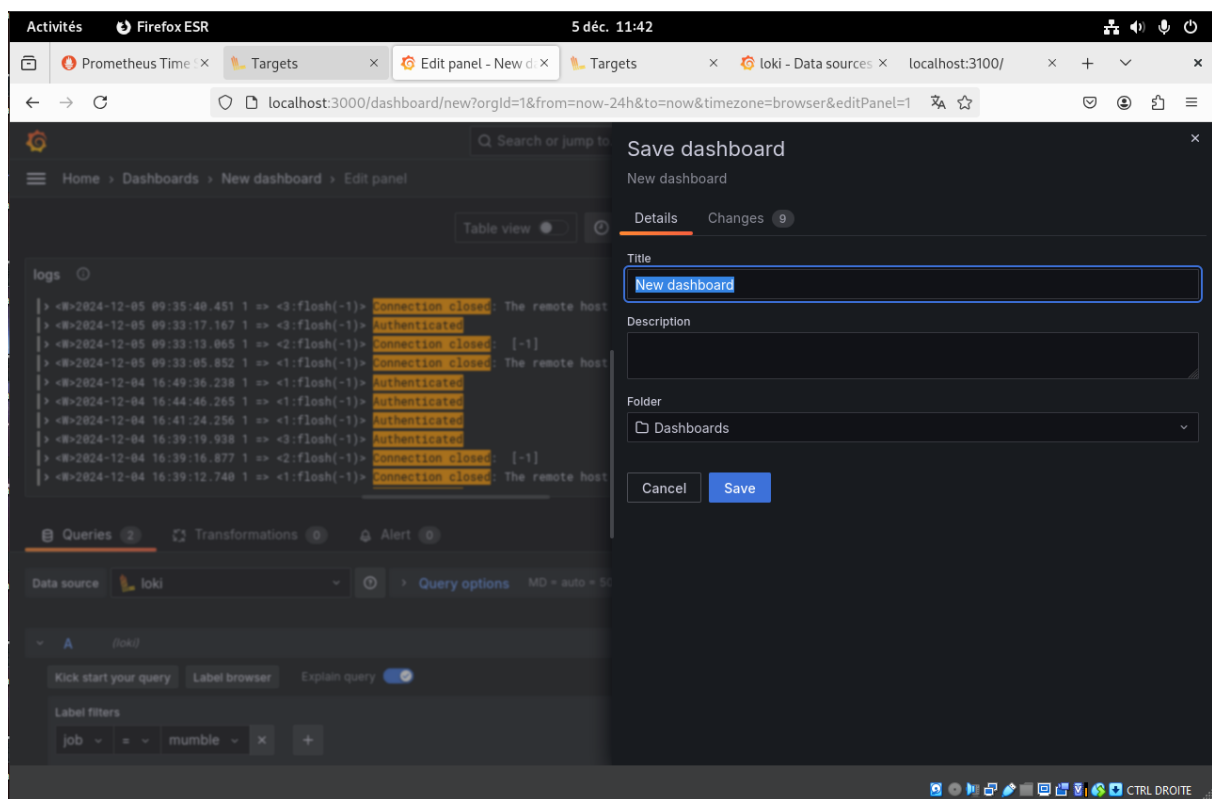 Activités Firefox ESR 5 déc. 11:42
Prometheus Time S Targets Edit panel - New da Targets loki - Data sources localhost:3100/
localhost:3000/dashboard/new?orgId=1&from=now-24h&to=now&timezone=browser&editPanel=1
Search or jump to
Home › Dashboards › New dashboard › Edit panel
Table view
logs
> <W>2024-12-05 09:35:40.451 1 => <3:flosh(-1)> Connection closed: The remote host
> <W>2024-12-05 09:33:17.167 1 => <3:flosh(-1)> Authenticated
> <W>2024-12-05 09:33:13.065 1 => <2:flosh(-1)> Connection closed: [-1]
> <W>2024-12-05 09:33:05.852 1 => <1:flosh(-1)> Connection closed: The remote host
> <W>2024-12-04 16:49:36.238 1 => <1:flosh(-1)> Authenticated
> <W>2024-12-04 16:44:46.265 1 => <1:flosh(-1)> Authenticated
> <W>2024-12-04 16:41:24.256 1 => <1:flosh(-1)> Authenticated
> <W>2024-12-04 16:39:19.938 1 => <3:flosh(-1)> Authenticated
> <W>2024-12-04 16:39:16.877 1 => <2:flosh(-1)> Connection closed: [-1]
> <W>2024-12-04 16:39:12.740 1 => <1:flosh(-1)> Connection closed: The remote host
Queries 2 Transformations 0 Alert 0
Data source loki › Query options MD = auto = 50
A (loki)
Kick start your query Label browser Explain query
Label filters
job = mumble × +
Save dashboard
New dashboard
Details Changes 9
Title
New dashboard
Description
Folder
Dashboards
Cancel Save
CTRL DROITE